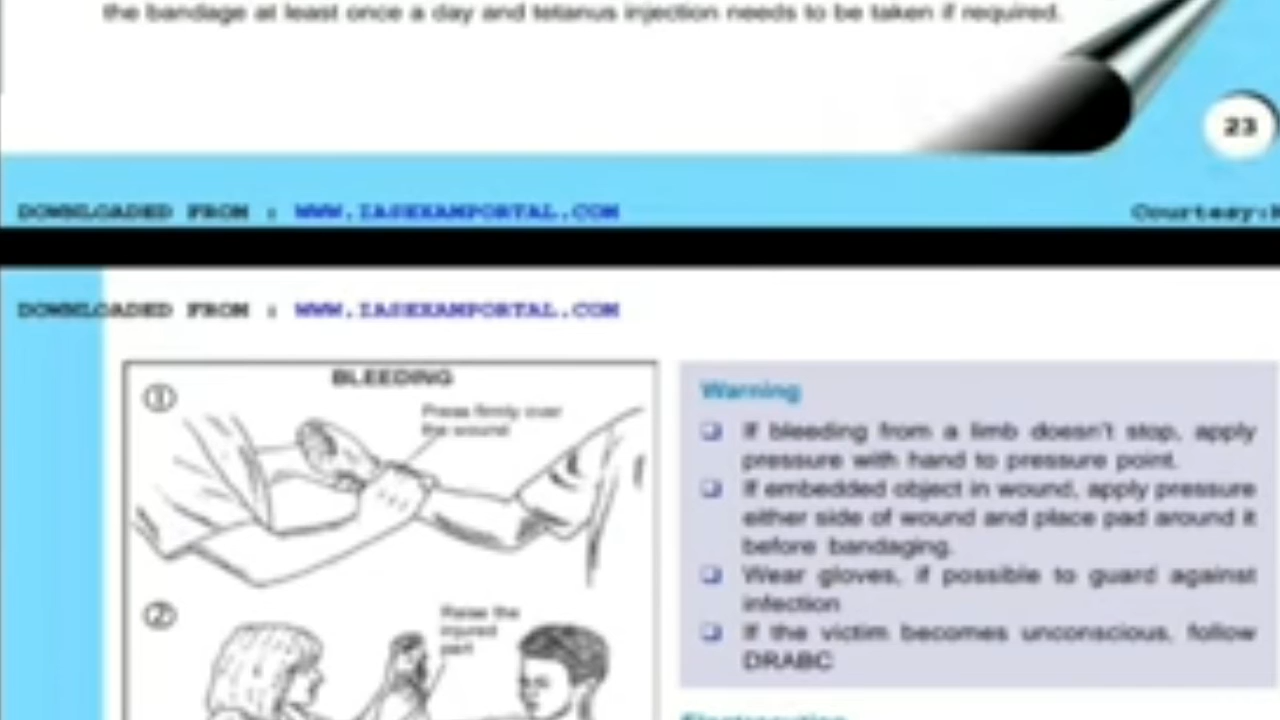 the bandage at least once a day and tetanus injection needs to be taken if required.
23
DOWNLOADED FROM : WWW.IASEXAMPORTAL.COM
Courtesy:
DOWNLOADED FROM : WWW.IASEXAMPORTAL.COM
BLEEDING
1
Press firmly over
the wound
2
Raise the
injured
part
Warning
❑ If bleeding from a limb doesn't stop, apply
pressure with hand to pressure point.
❑ If embedded object in wound, apply pressure
either side of wound and place pad around it
before bandaging.
❑ Wear gloves, if possible to guard against
infection
❑ If the victim becomes unconscious, follow
DRABC
Electrocution